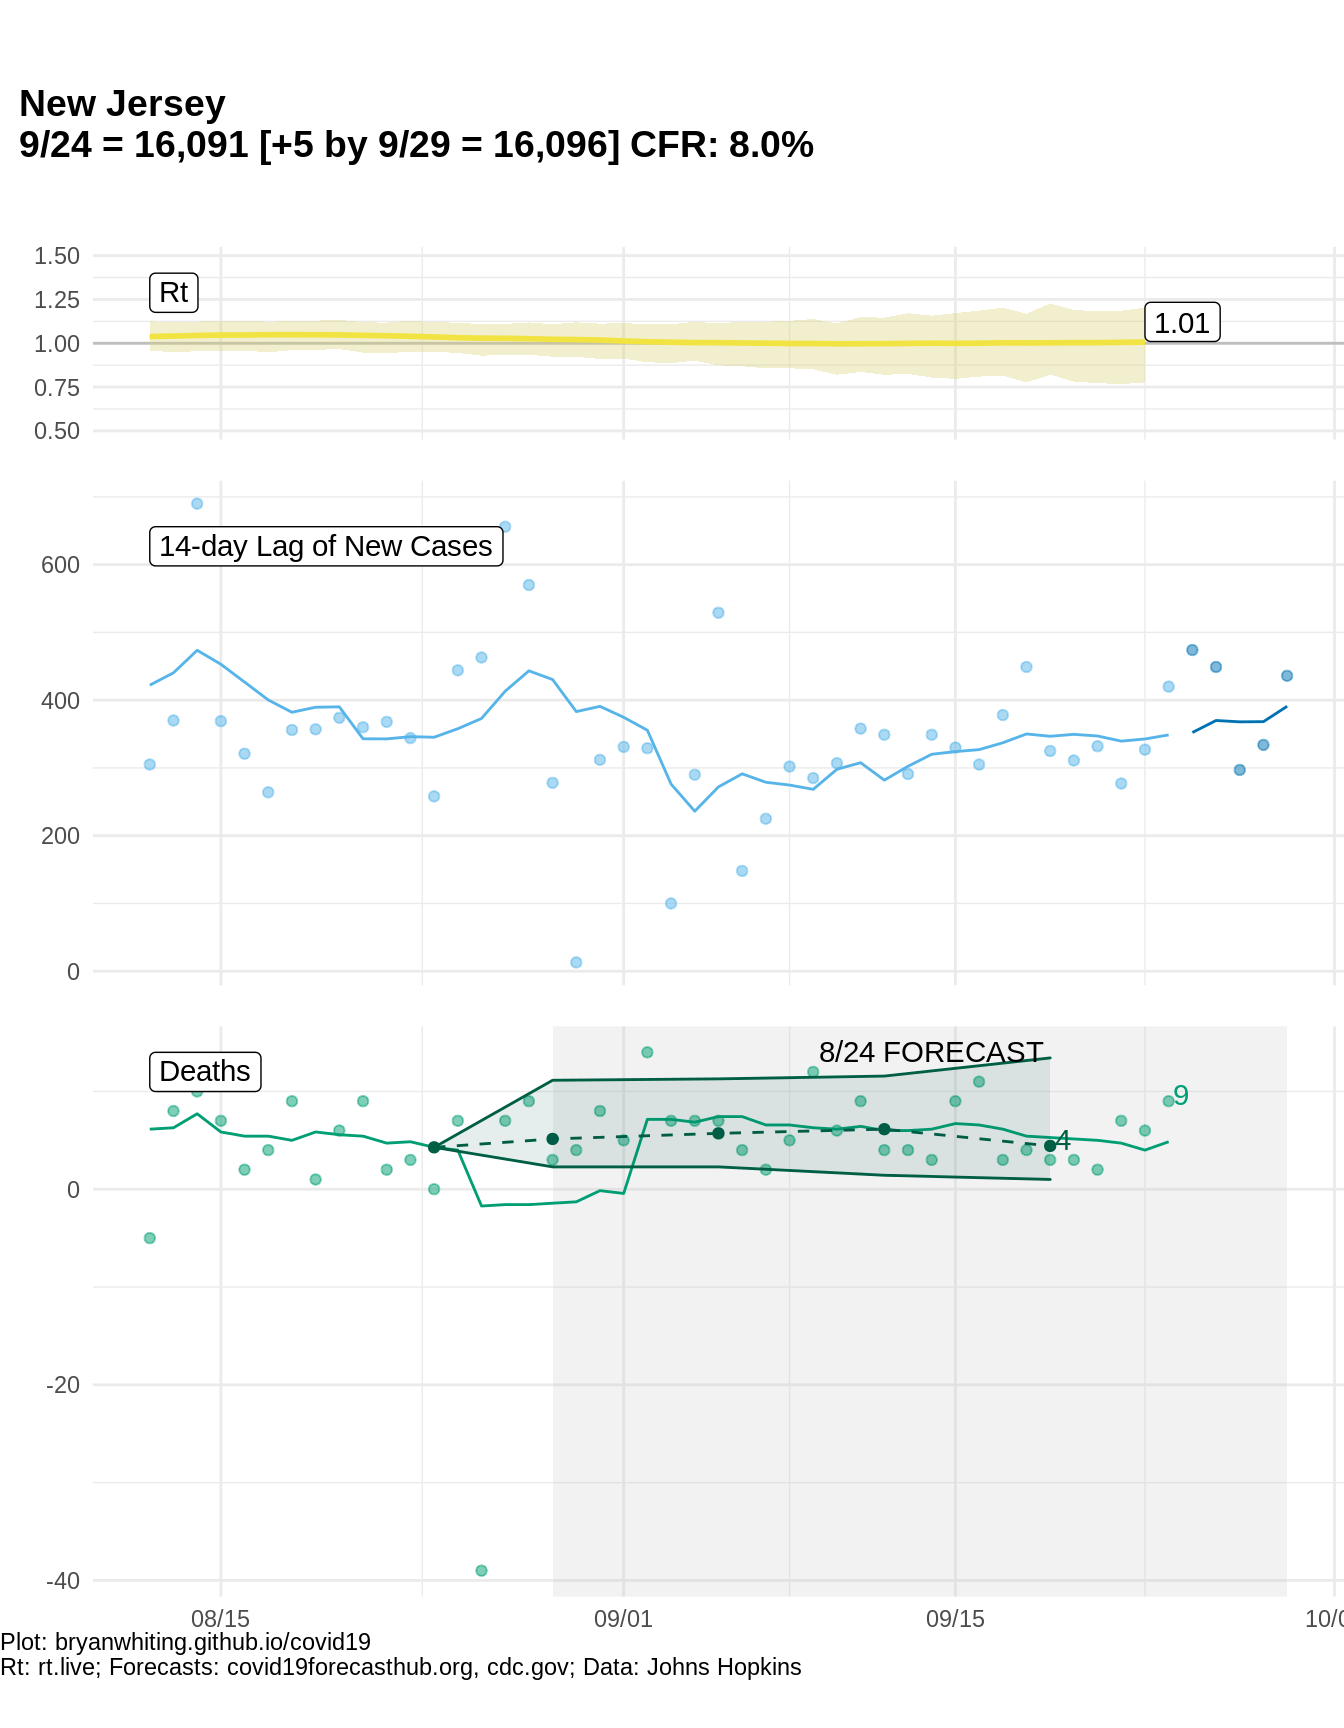 New Jersey
9/24 = 16,091 [+5 by 9/29 = 16,096] CFR: 8.0%
1.50
1.25
1.00
0.75
0.50
Rt
1.01
600
400
200
0
14-day Lag of New Cases
0
-20
-40
Deaths
8/24 FORECAST
9
4
08/15
09/01
09/15
10/0
Plot: bryanwhiting.github.io/covid19
Rt: rt.live; Forecasts: covid19forecasthub.org, cdc.gov; Data: Johns Hopkins